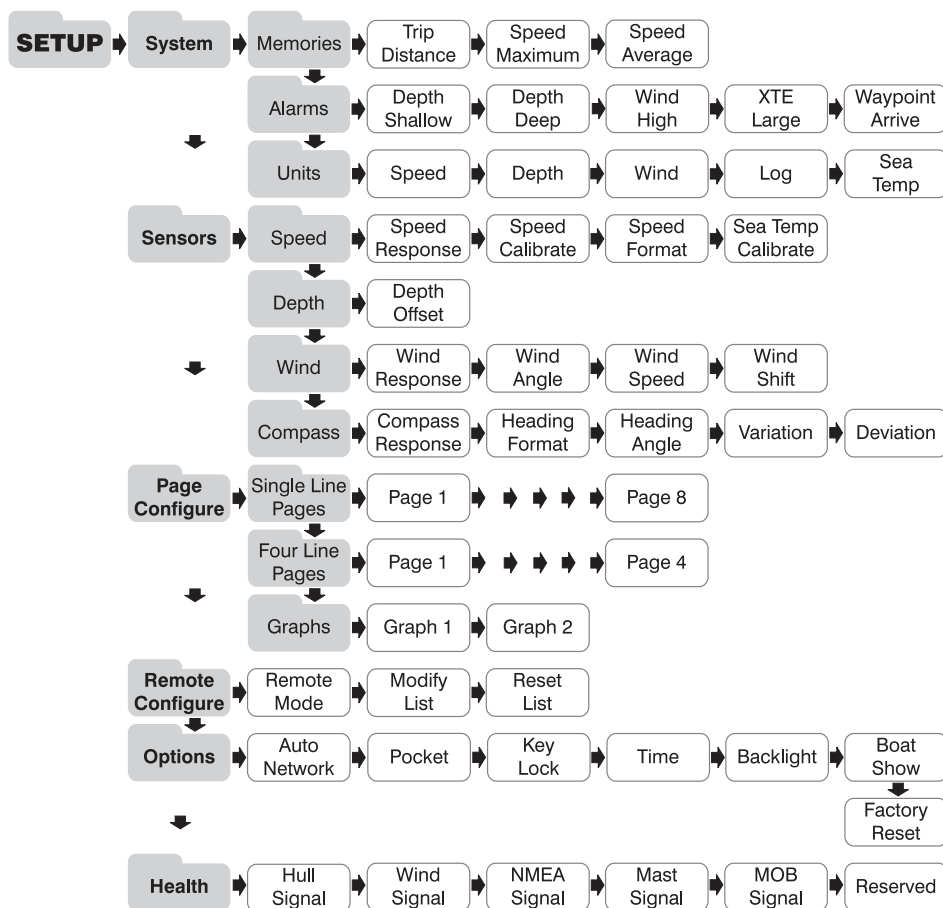 SETUP System Memories Trip Distance Speed Maximum Speed Average
Alarms Depth Shallow Depth Deep Wind High XTE Large Waypoint Arrive
Units Speed Depth Wind Log Sea Temp
Sensors Speed Speed Response Speed Calibrate Speed Format Sea Temp Calibrate
Depth Depth Offset
Wind Wind Response Wind Angle Wind Speed Wind Shift
Compass Compass Response Heading Format Heading Angle Variation Deviation
Page Configure Single Line Pages Page 1 Page 8
Four Line Pages Page 1 Page 4
Graphs Graph 1 Graph 2
Remote Configure Remote Mode Modify List Reset List
Options Auto Network Pocket Key Lock Time Backlight Boat Show
Factory Reset
Health Hull Signal Wind Signal NMEA Signal Mast Signal MOB Signal Reserved